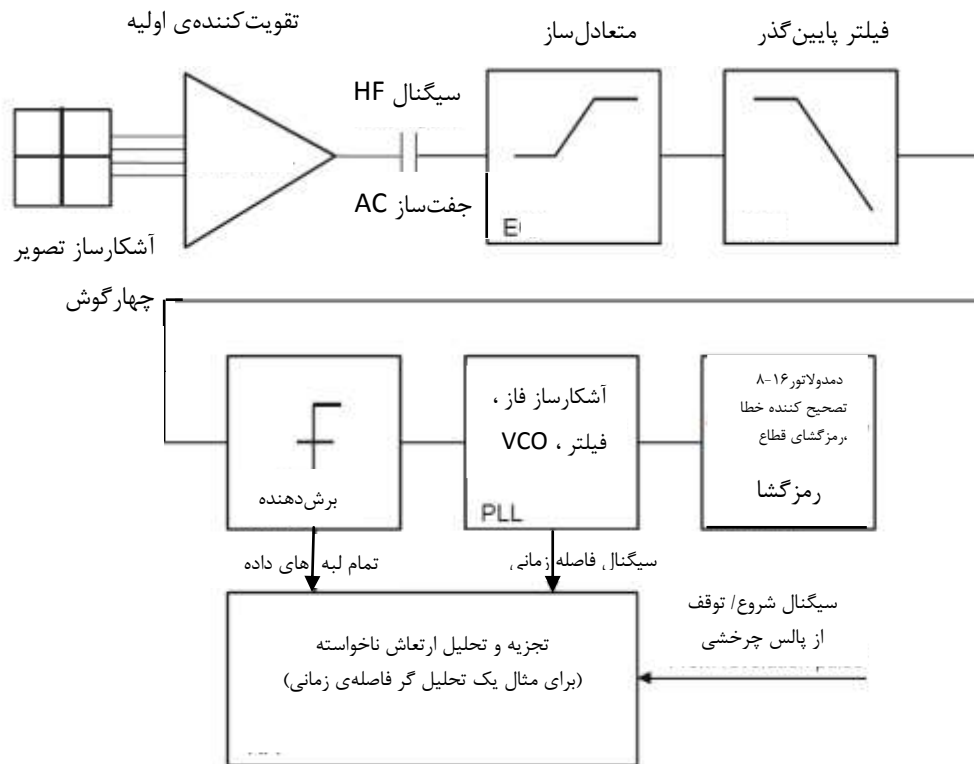 تقویت‌کننده‌ی اولیه
متعادل‌ساز
فیلتر پایین‌گذر
سیگنال HF
جفت‌ساز AC
آشکارساز تصویر
چهارگوش
برش‌دهنده
آشکارساز فاز ،
فیلتر ، VCO
PLL
دمدولاتور ۱۶-۸
تصحیح کننده خطا
،رمزگشای قطاع
رمزگشا
تمام لبه های داده
سیگنال فاصله زمانی
سیگنال شروع/ توقف
از پالس چرخشی
تجزیه و تحلیل ارتعاش ناخواسته
(برای مثال یک تحلیل گر فاصله‌ی زمانی)